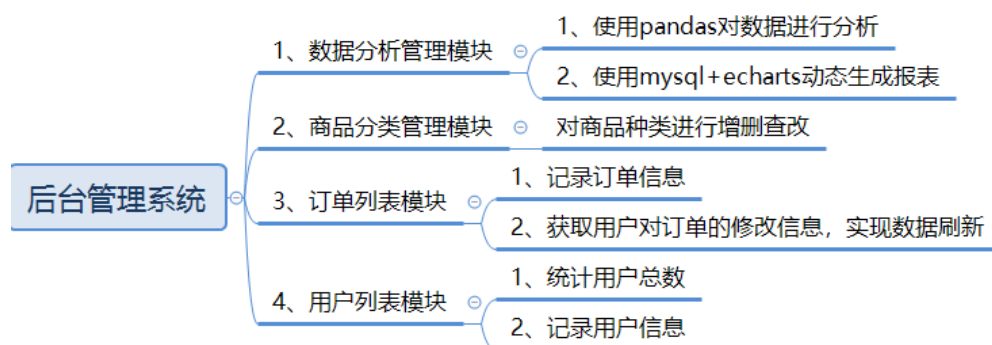 后台管理系统
1、数据分析管理模块
1、使用pandas对数据进行分析
2、使用mysql+echarts动态生成报表
2、商品分类管理模块
对商品种类进行增删查改
3、订单列表模块
1、记录订单信息
2、获取用户对订单的修改信息，实现数据刷新
4、用户列表模块
1、统计用户总数
2、记录用户信息